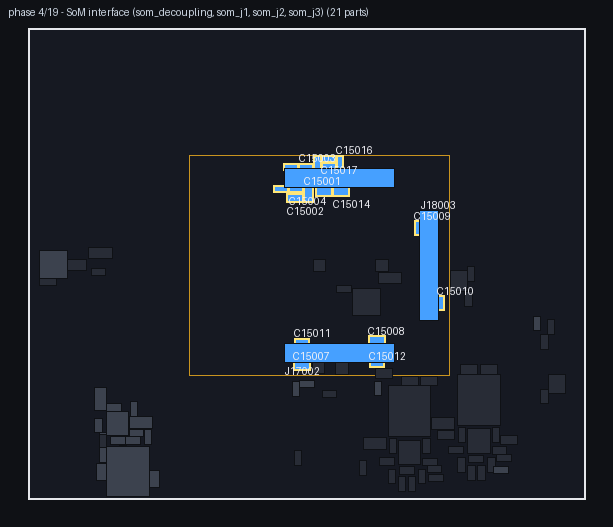 phase 4/19 - SoM interface (som_decoupling, som_j1, som_j2, som_j3) (21 parts)
C15016
C15017
C15001
C15014
C15002
J18003
C15009
C15010
C15011
C15008
C15007
C15012
J17002